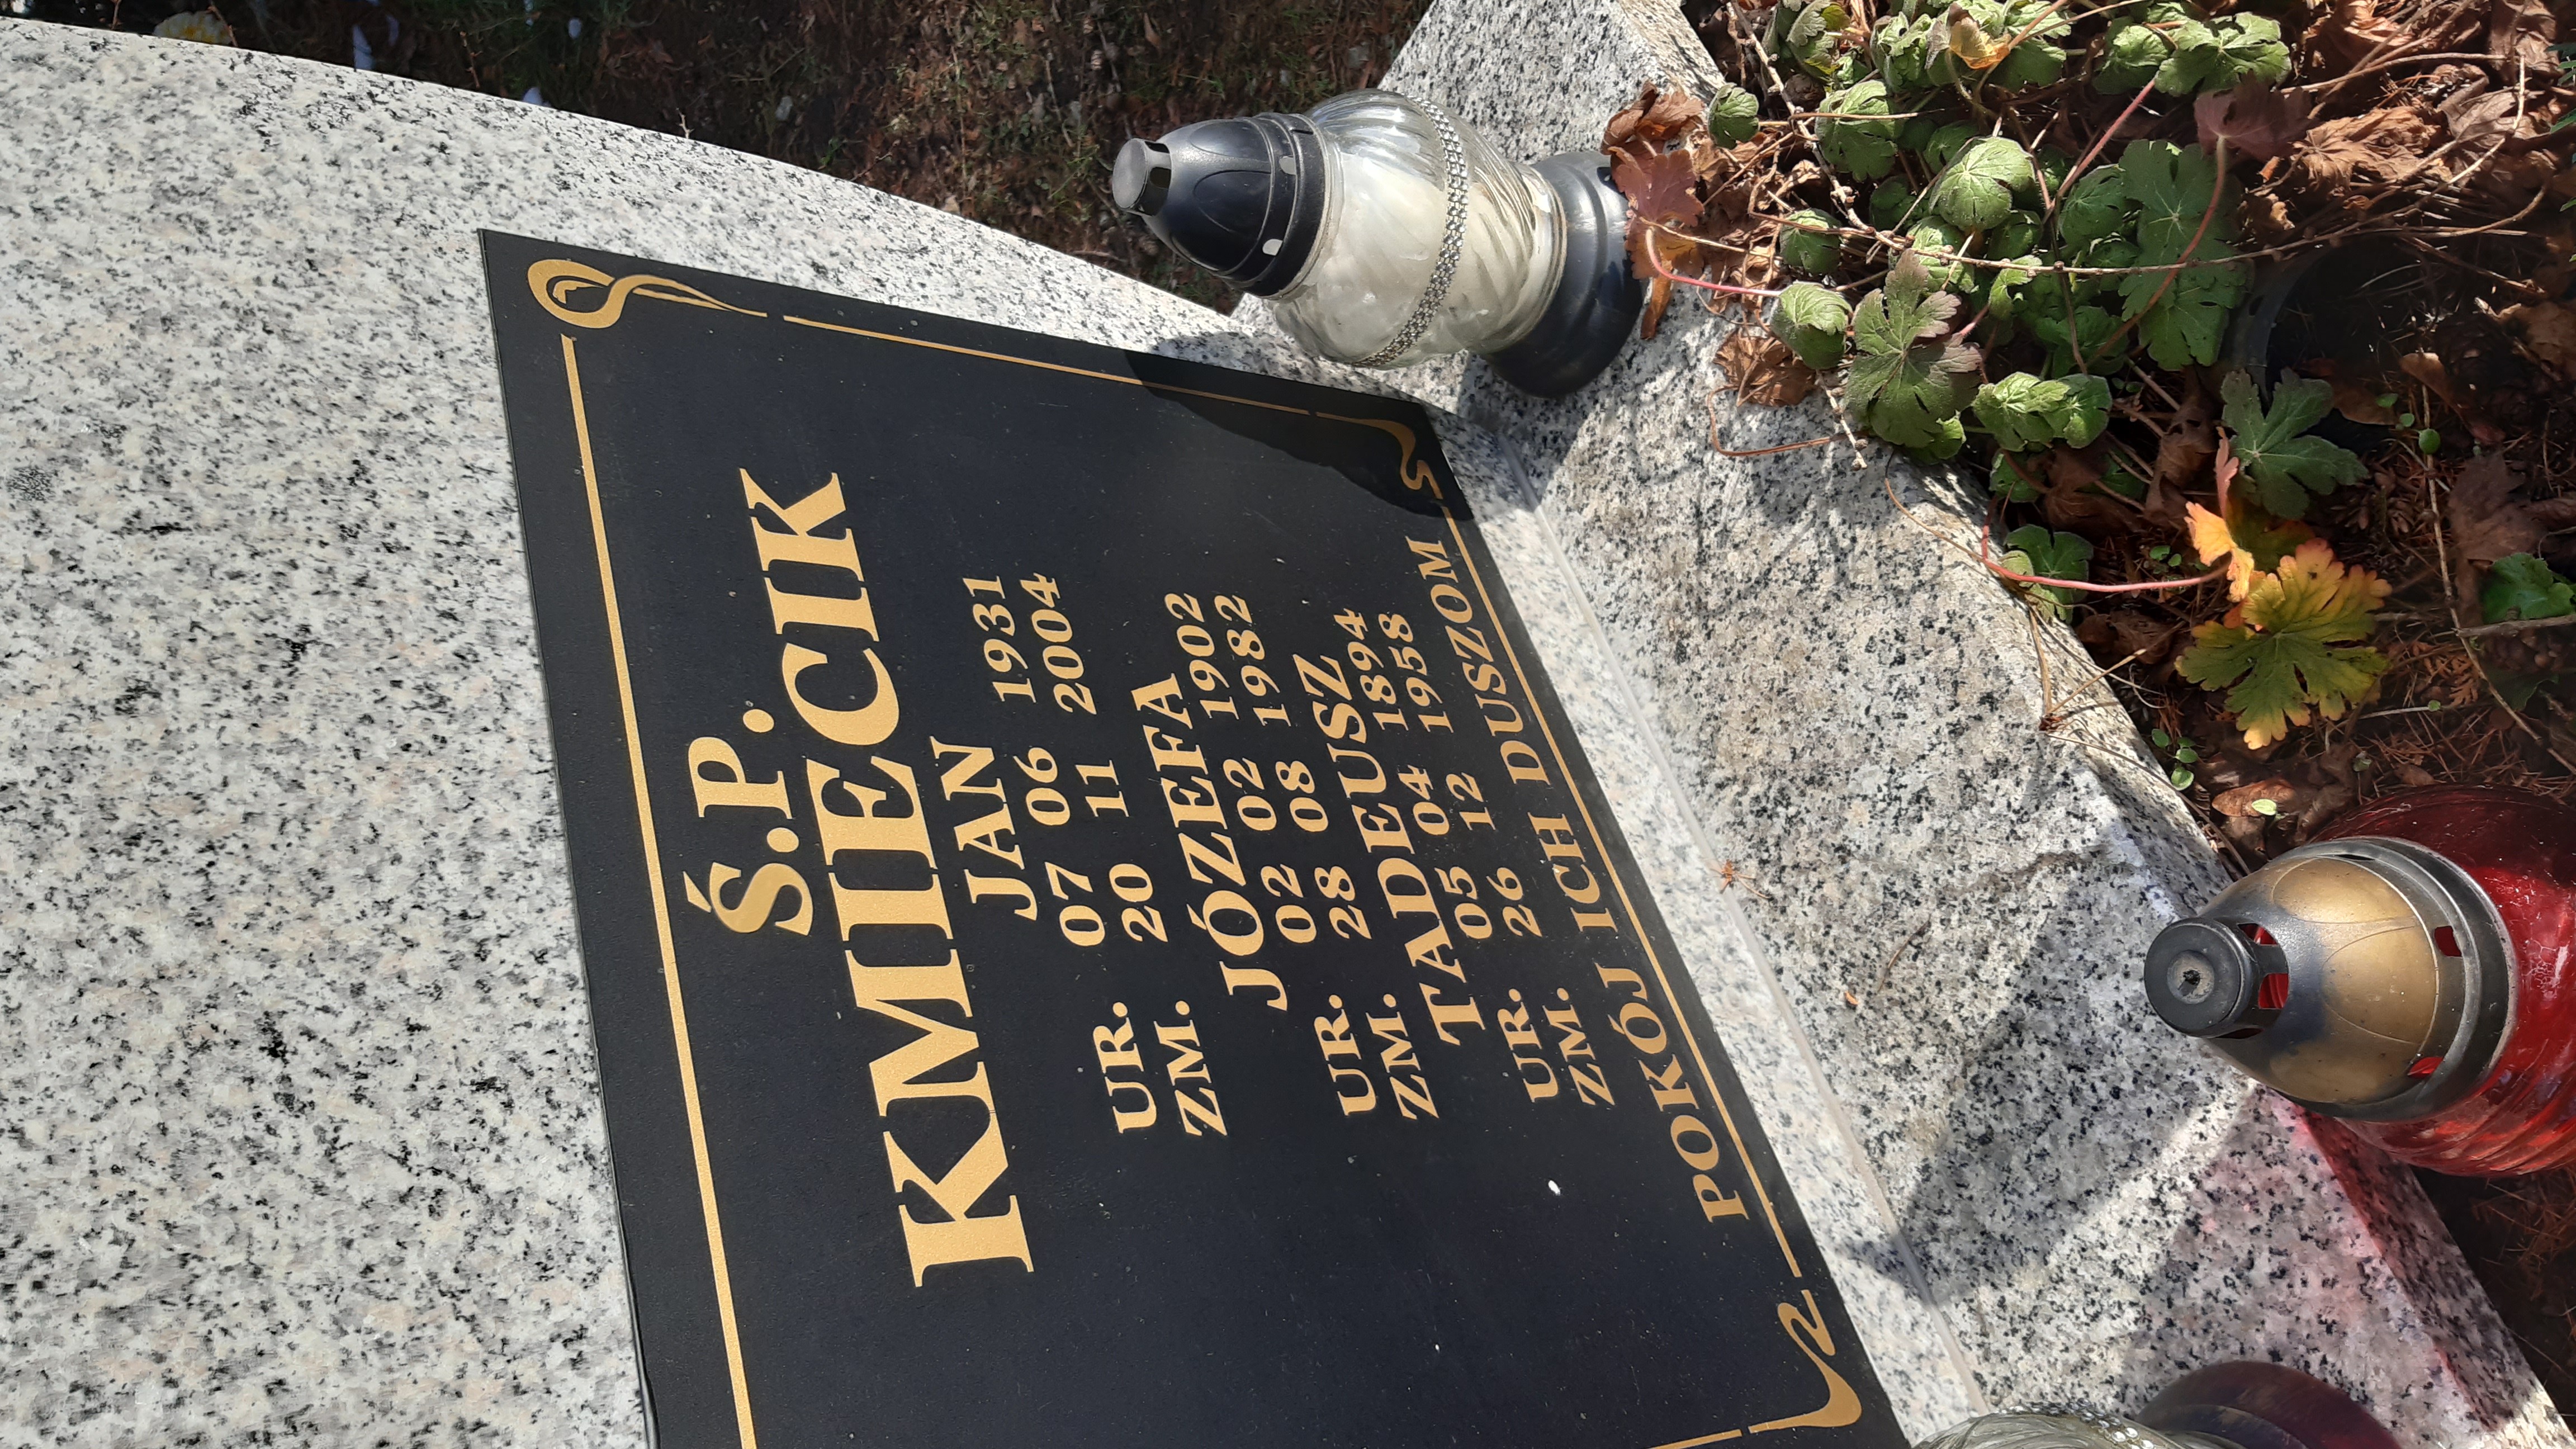 Ś.P.
KMIECIK
JAN
UR. 07 06 1931
ZM. 20 11 2004
JÓZEFA
UR. 02 02 1902
ZM. 28 08 1982
TADEUSZ
UR. 05 04 1894
ZM. 26 12 1958
POKÓJ ICH DUSZOM